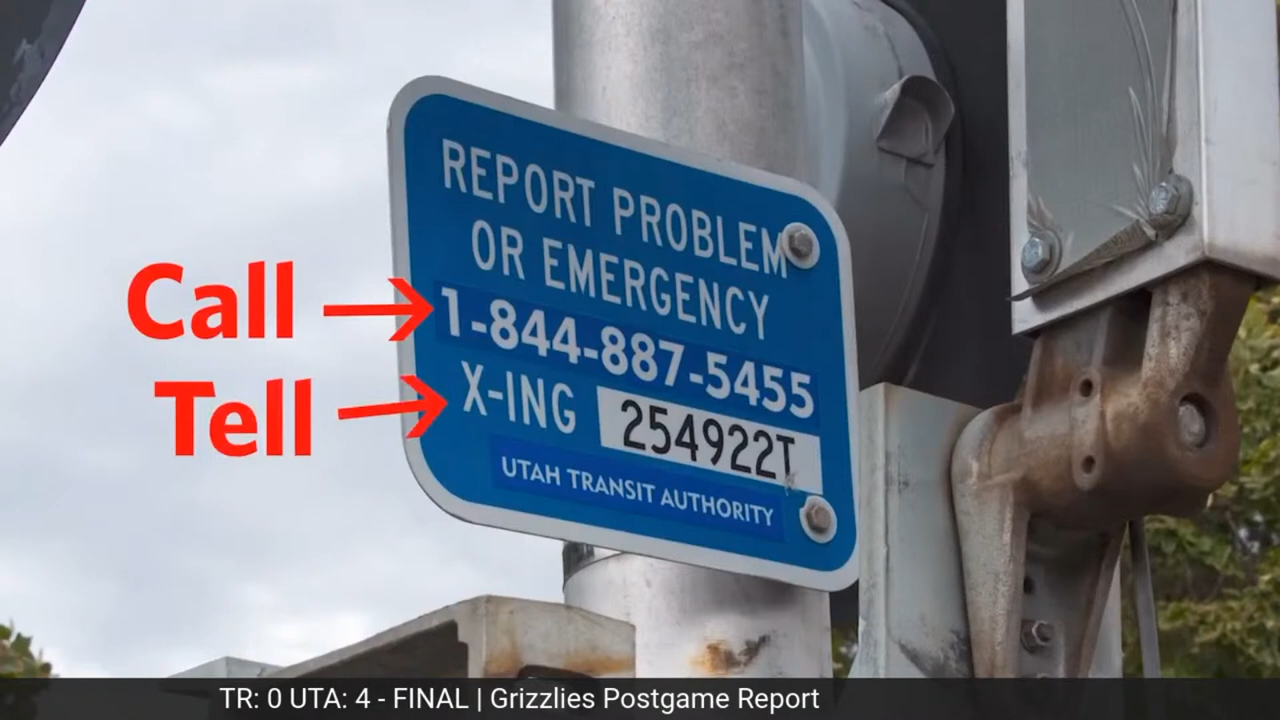 REPORT PROBLEM
OR EMERGENCY
Call → 1-844-887-5455
Tell → X-ING 254922T
UTAH TRANSIT AUTHORITY
TR: 0 UTA: 4 - FINAL | Grizzlies Postgame Report